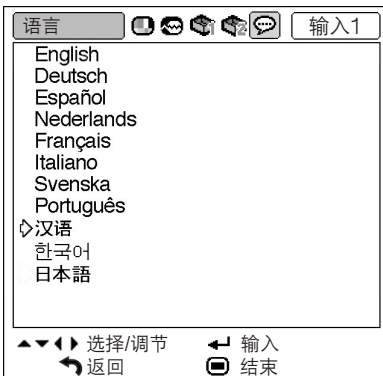 语言 输入1
English
Deutsch
Español
Nederlands
Français
Italiano
Svenska
Português
汉语
한국어
日本語
选择/调节 输入
返回 结束